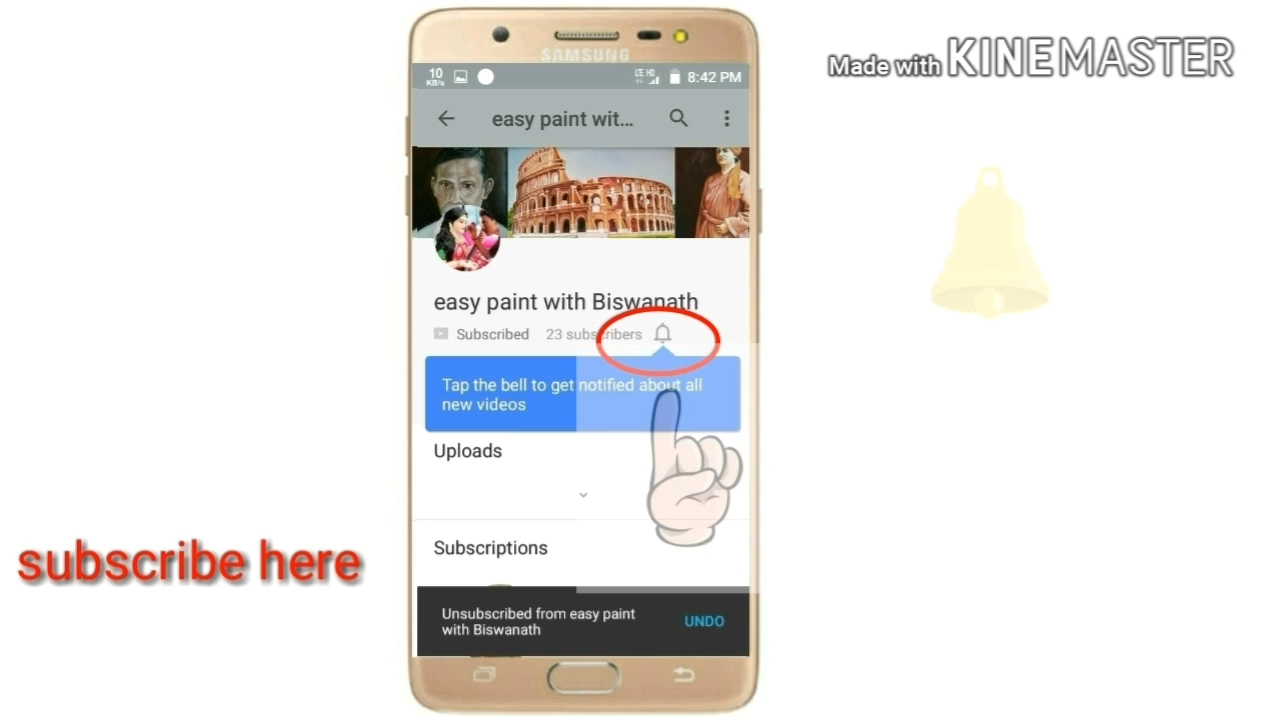 Made with KINEMASTER
SAMSUNG
10
KB/s
LTE HD
8:42 PM
easy paint wit...
easy paint with Biswanath
Subscribed 23 subscribers
Tap the bell to get notified about all
new videos
Uploads
Subscriptions
subscribe here
Unsubscribed from easy paint
with Biswanath
UNDO